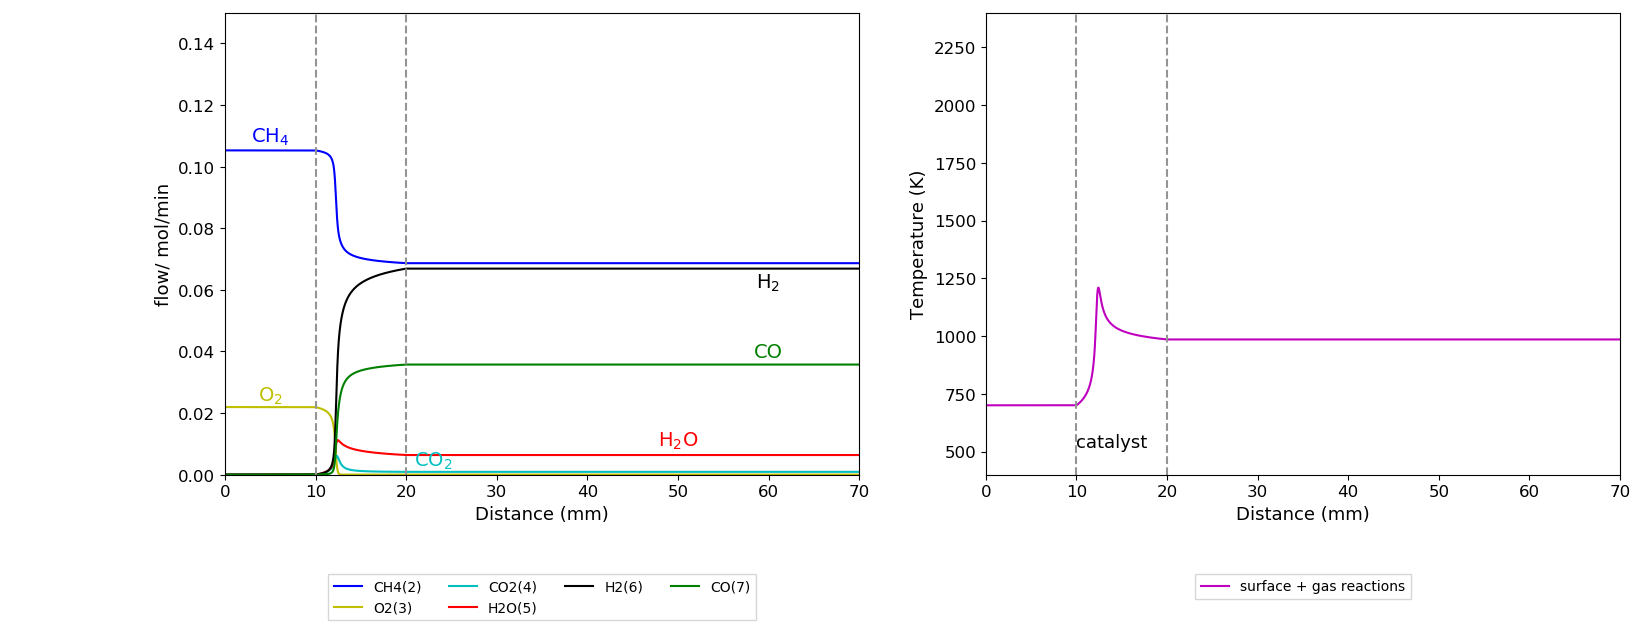 0.14
0.12
0.10
0.08
0.06
0.04
0.02
0.00
flow/ mol/min
CH4
O2
H2
CO
H2O
CO2
0 10 20 30 40 50 60 70
Distance (mm)
CH4(2) CO2(4) H2(6) CO(7)
O2(3) H2O(5)
2250
2000
1750
1500
1250
1000
750
500
Temperature (K)
catalyst
0 10 20 30 40 50 60 70
Distance (mm)
surface + gas reactions